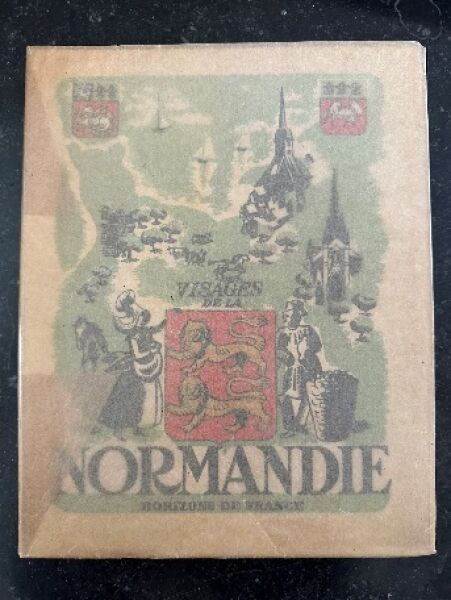 VISAGES
DE LA
NORMANDIE
HORIZONS DE FRANCE